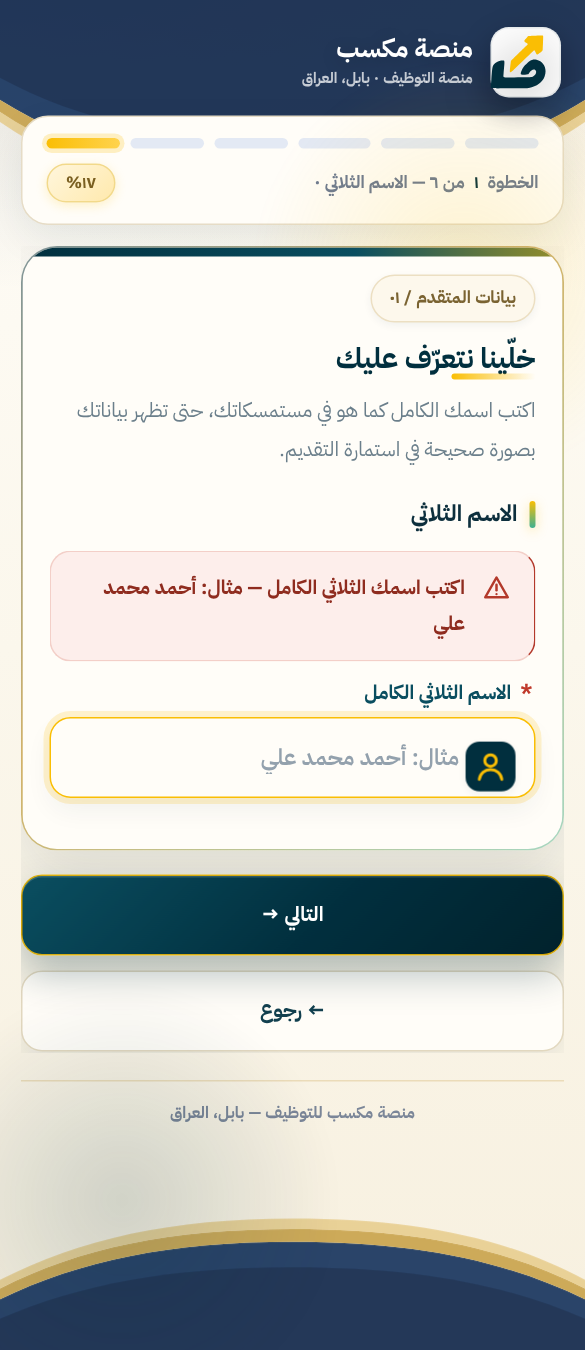 منصة مكسب
منصة التوظيف · بابل، العراق
الخطوة ١ من ٦ — الاسم الثلاثي ·
١٧%
بيانات المتقدم / ٠١
خلّينا نتعرّف عليك
اكتب اسمك الكامل كما هو في مستمسكاتك، حتى تظهر بياناتك
بصورة صحيحة في استمارة التقديم.
الاسم الثلاثي
اكتب اسمك الثلاثي الكامل — مثال: أحمد محمد
علي
* الاسم الثلاثي الكامل
مثال: أحمد محمد علي
التالي →
← رجوع
منصة مكسب للتوظيف — بابل، العراق